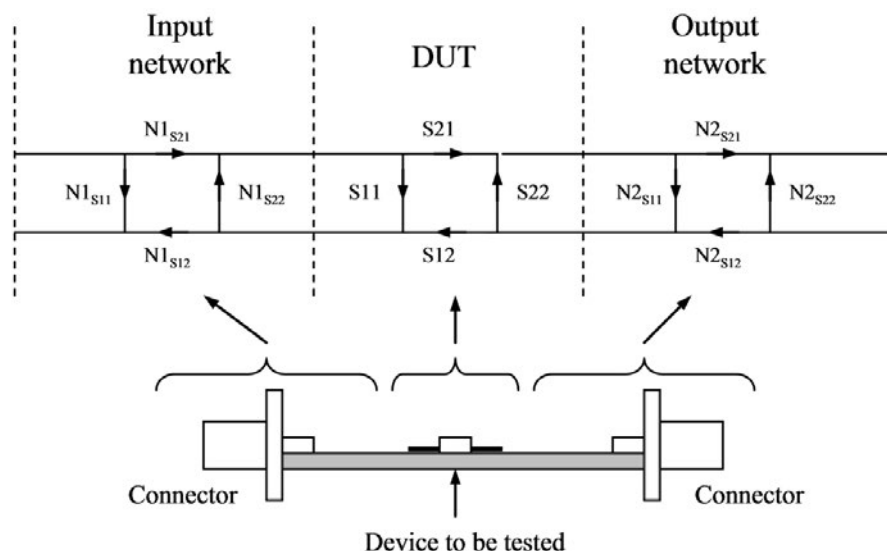 Input
network
DUT
Output
network
N1S21
S21
N2S21
N1S11
N1S22
S11
S22
N2S11
N2S22
N1S12
S12
N2S12
Connector
Connector
Device to be tested